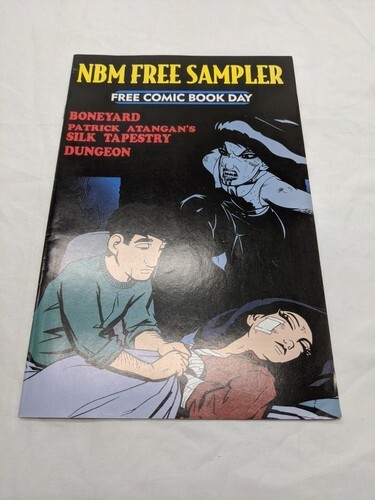 NBM FREE SAMPLER
FREE COMIC BOOK DAY
BONEYARD
PATRICK ATANGAN'S
SILK TAPESTRY
DUNGEON